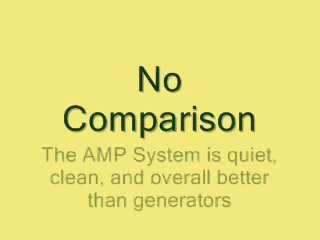 No
Comparison
The AMP System is quiet,
clean, and overall better
than generators